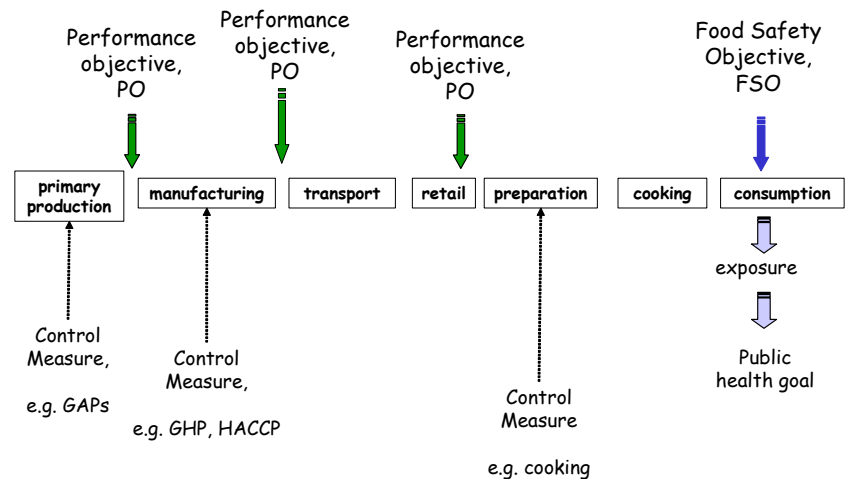 Performance
objective,
PO
Performance
objective,
PO
Performance
objective,
PO
Food Safety
Objective,
FSO
primary
production
manufacturing
transport
retail
preparation
cooking
consumption
exposure
Public
health goal
Control
Measure,
e.g. GAPs
Control
Measure,
e.g. GHP, HACCP
Control
Measure
e.g. cooking